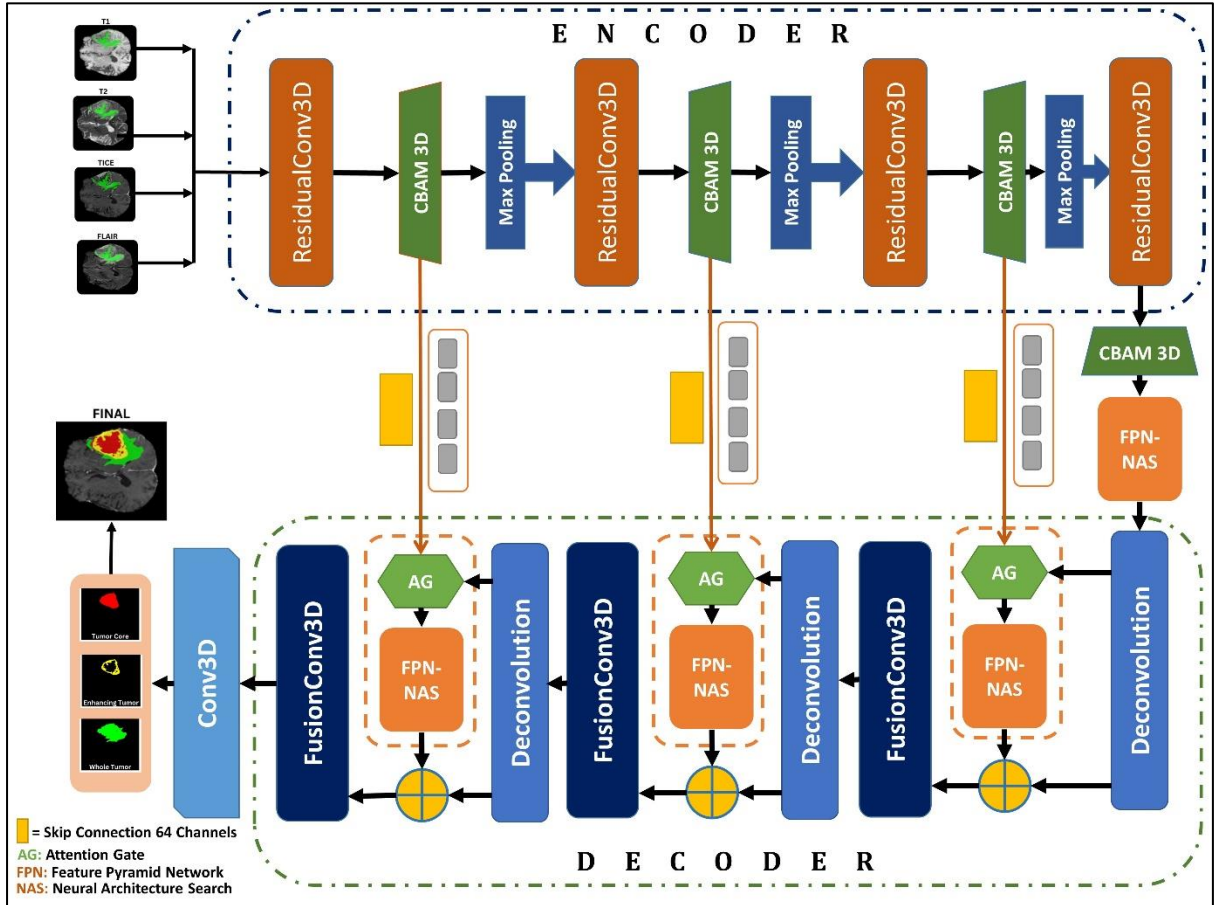 E N C O D E R
T1
T2
TICE
FLAIR
ResidualConv3D
CBAM 3D
Max Pooling
ResidualConv3D
CBAM 3D
Max Pooling
ResidualConv3D
CBAM 3D
Max Pooling
ResidualConv3D
CBAM 3D
FPN-
NAS
FINAL
Tumor Core
Enhancing Tumor
Whole Tumor
Conv3D
FusionConv3D
AG
FPN-
NAS
Deconvolution
FusionConv3D
AG
FPN-
NAS
Deconvolution
FusionConv3D
AG
FPN-
NAS
Deconvolution
= Skip Connection 64 Channels
AG: Attention Gate
FPN: Feature Pyramid Network
NAS: Neural Architecture Search
D E C O D E R